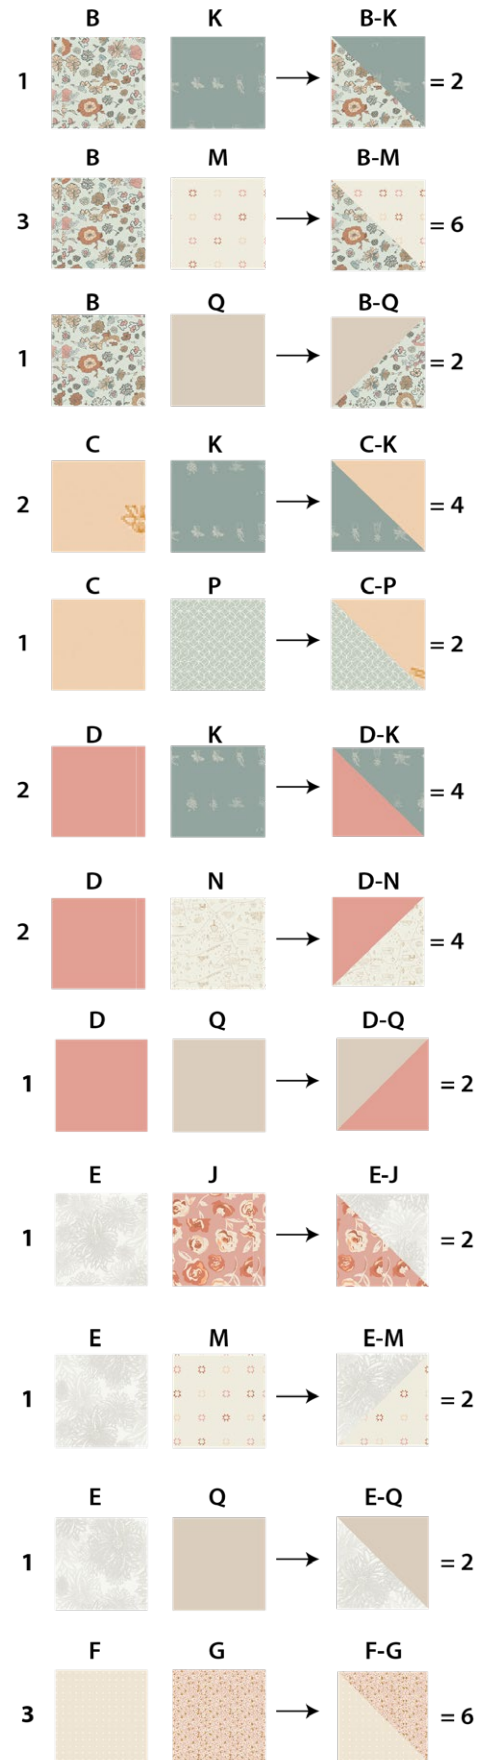 B K B-K
1 = 2
B M B-M
3 = 6
B Q B-Q
1 = 2
C K C-K
2 = 4
C P C-P
1 = 2
D K D-K
2 = 4
D N D-N
2 = 4
D Q D-Q
1 = 2
E J E-J
1 = 2
E M E-M
1 = 2
E Q E-Q
1 = 2
F G F-G
3 = 6